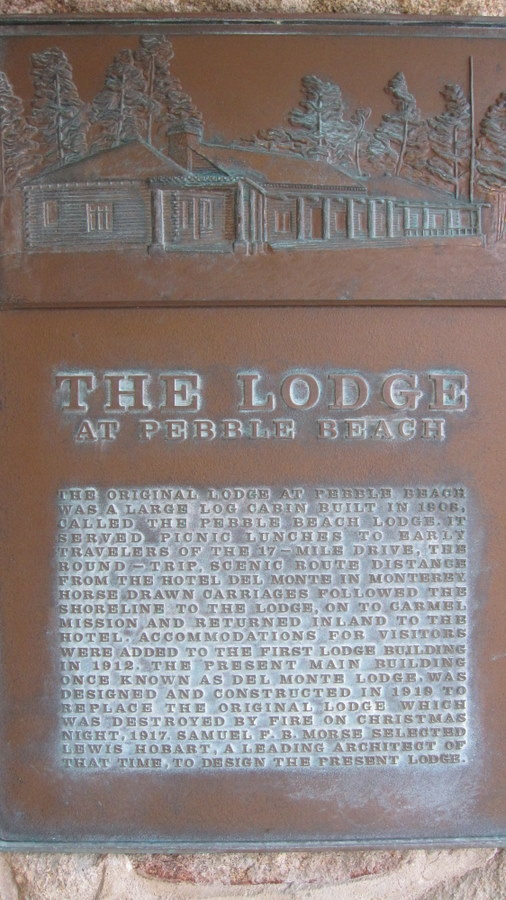 THE LODGE
AT PEBBLE BEACH
THE ORIGINAL LODGE AT PEBBLE BEACH
WAS A LARGE LOG CABIN BUILT IN 1908,
CALLED THE PEBBLE BEACH LODGE. IT
SERVED PICNIC LUNCHES TO EARLY
TRAVELERS OF THE 17-MILE DRIVE, THE
ROUND-TRIP, SCENIC ROUTE DISTANCE
FROM THE HOTEL DEL MONTE IN MONTEREY.
HORSE DRAWN CARRIAGES FOLLOWED THE
SHORELINE TO THE LODGE, ON TO CARMEL
MISSION AND RETURNED INLAND TO THE
HOTEL. ACCOMMODATIONS FOR VISITORS
WERE ADDED TO THE FIRST LODGE BUILDING
IN 1912. THE PRESENT MAIN BUILDING
ONCE KNOWN AS DEL MONTE LODGE, WAS
DESIGNED AND CONSTRUCTED IN 1919 TO
REPLACE THE ORIGINAL LODGE WHICH
WAS DESTROYED BY FIRE ON CHRISTMAS
NIGHT, 1917. SAMUEL F. B. MORSE SELECTED
LEWIS HOBART, A LEADING ARCHITECT OF
THAT TIME, TO DESIGN THE PRESENT LODGE.